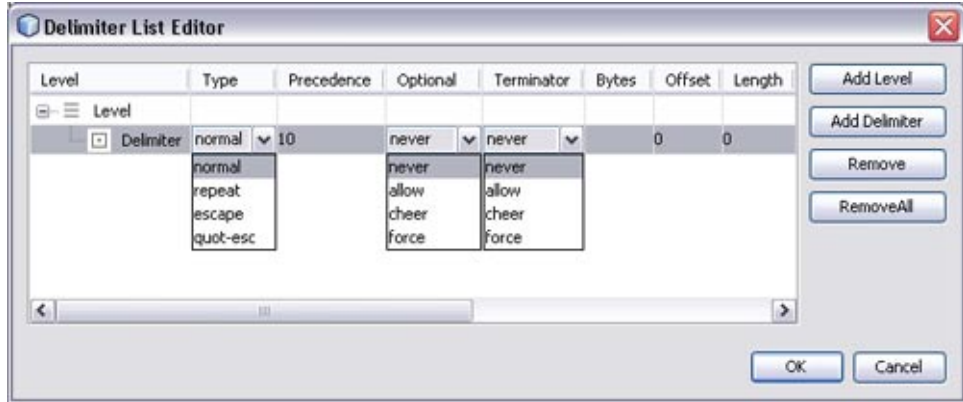 Delimiter List Editor
Level Type Precedence Optional Terminator Bytes Offset Length Add Level
Level
Add Delimiter
Delimiter normal 10 never never 0 0
normal never never Remove
repeat allow allow
escape cheer cheer RemoveAll
quot-esc force force
OK Cancel